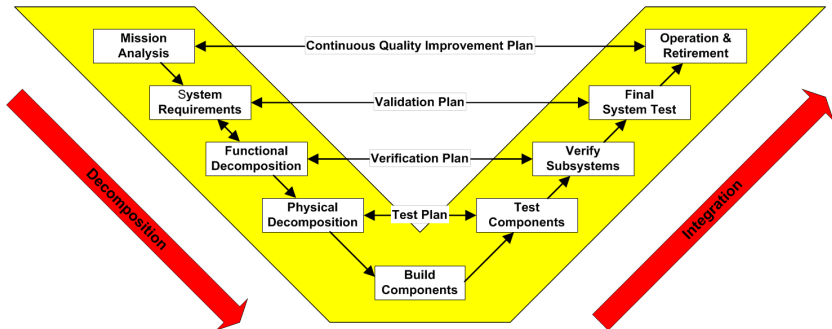 Mission
Analysis
Continuous Quality Improvement Plan
Operation &
Retirement
System
Requirements
Validation Plan
Final
System Test
Functional
Decomposition
Verification Plan
Verify
Subsystems
Physical
Decomposition
Test Plan
Test
Components
Build
Components
Decomposition
Integration